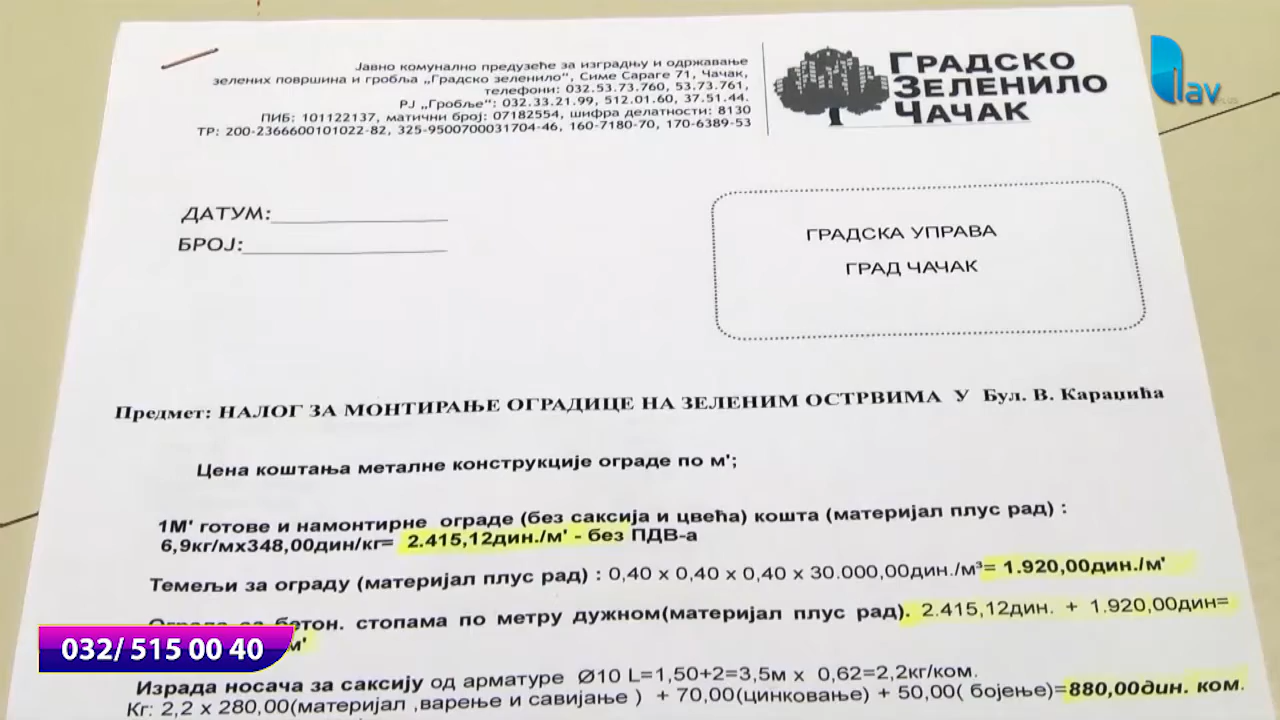 Јавно комунално предузеће за изградњу и одржавање
зелених површина и гробља „Градско зеленило“, Симе Сараге 71, Чачак,
телефони: 032.53.73.760, 53.73.761,
РЈ „Гробље“: 032.33.21.99, 512.01.60, 37.51.44.
ПИБ: 101122137, матични број: 07182554, шифра делатности: 8130
ТР: 200-2366600101022-82, 325-9500700031704-46, 160-7180-70, 170-6389-53
ГРАДСКО
ЗЕЛЕНИЛО
ЧАЧАК
lav
ДАТУМ:
БРОЈ:
ГРАДСКА УПРАВА
ГРАД ЧАЧАК
Предмет: НАЛОГ ЗА МОНТИРАЊЕ ОГРАДИЦЕ НА ЗЕЛЕНИМ ОСТРВИМА У Бул. В. Караџића
Цена коштања металне конструкције ограде по м';
1М' готове и намонтирне ограде (без саксија и цвећа) кошта (материјал плус рад) :
6,9кг/мх348,00дин/кг= 2.415,12дин./м' - без ПДВ-а
Темељи за ограду (материјал плус рад) : 0,40 х 0,40 х 0,40 х 30.000,00дин./м³= 1.920,00дин./м'
бетон. стопама по метру дужном(материјал плус рад). 2.415,12дин. + 1.920,00дин=
м'
032/ 515 00 40
Израда носача за саксију од арматуре Ø10 L=1,50+2=3,5м х 0,62=2,2кг/ком.
Кг: 2,2 х 280,00(материјал ,варење и савијање ) + 70,00(цинковање) + 50,00( бојење)=880,00дин. ком.